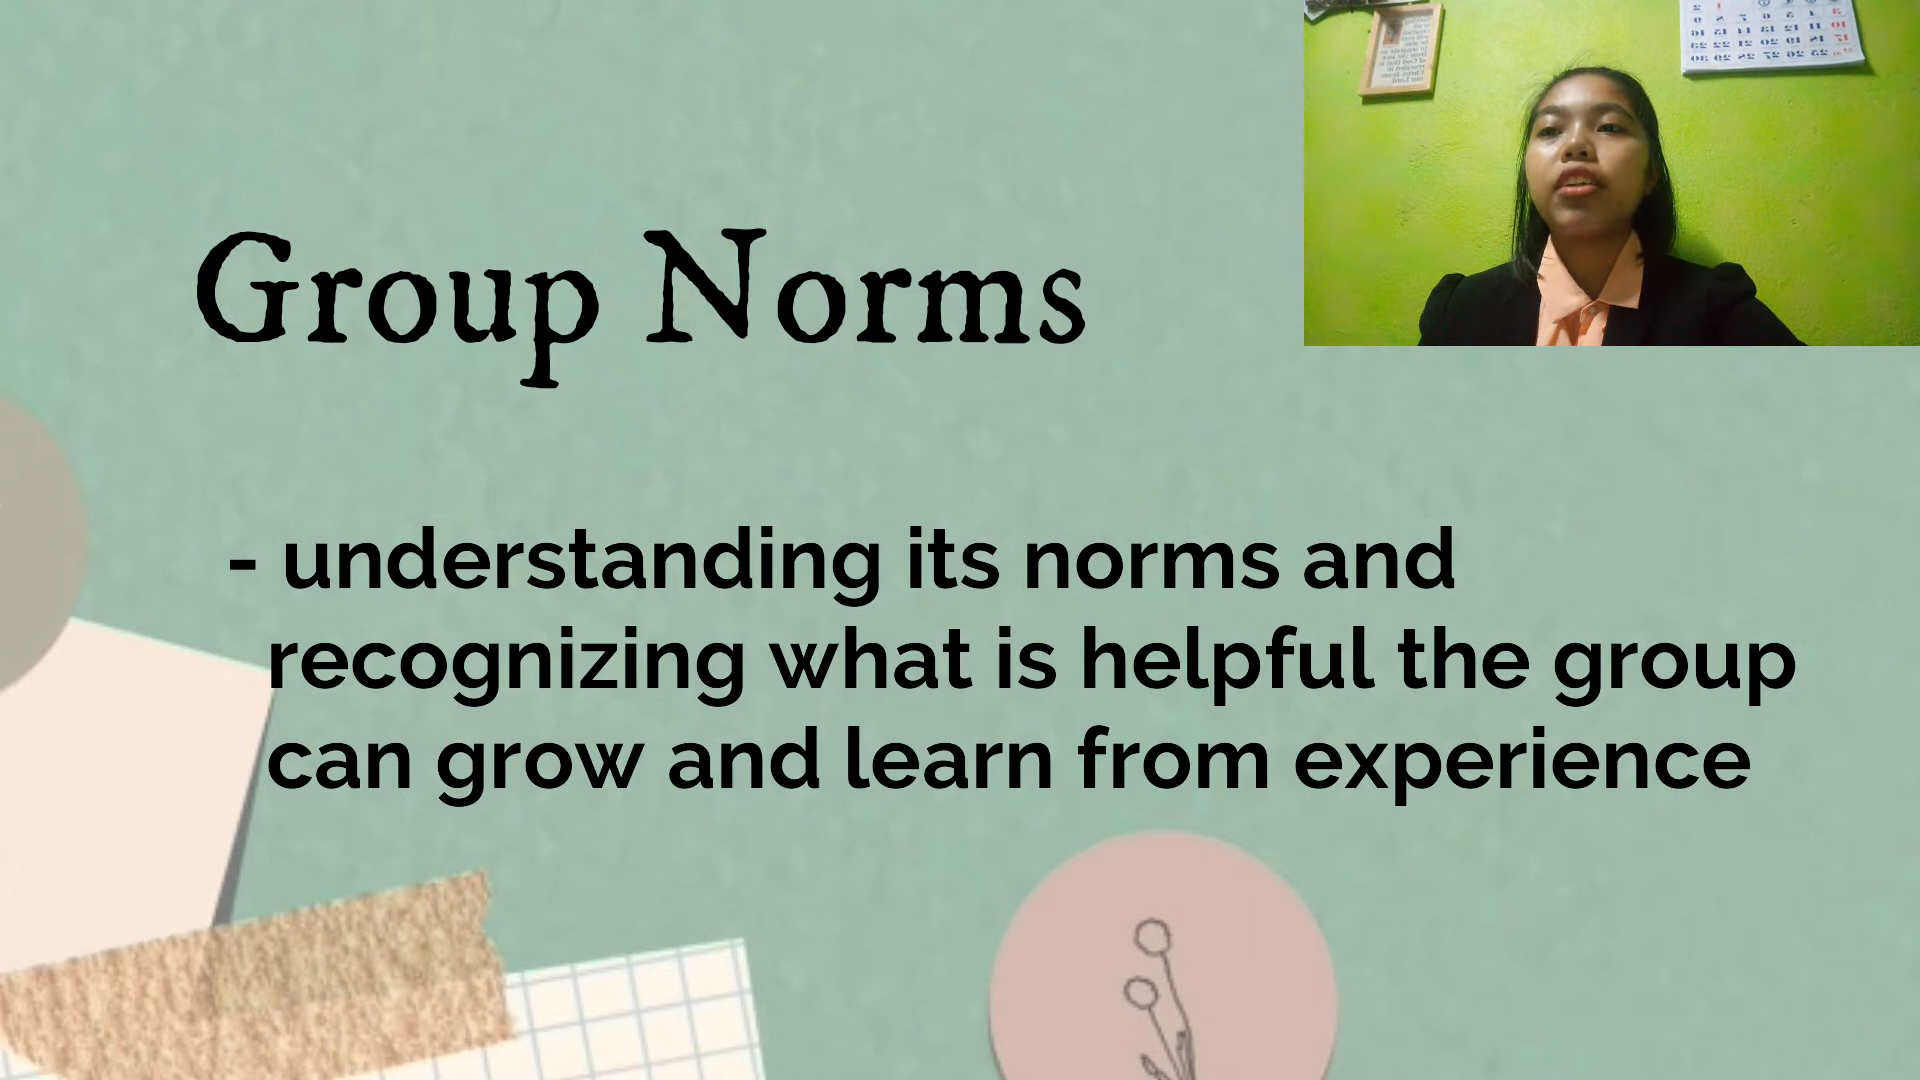 Group Norms
- understanding its norms and
recognizing what is helpful the group
can grow and learn from experience